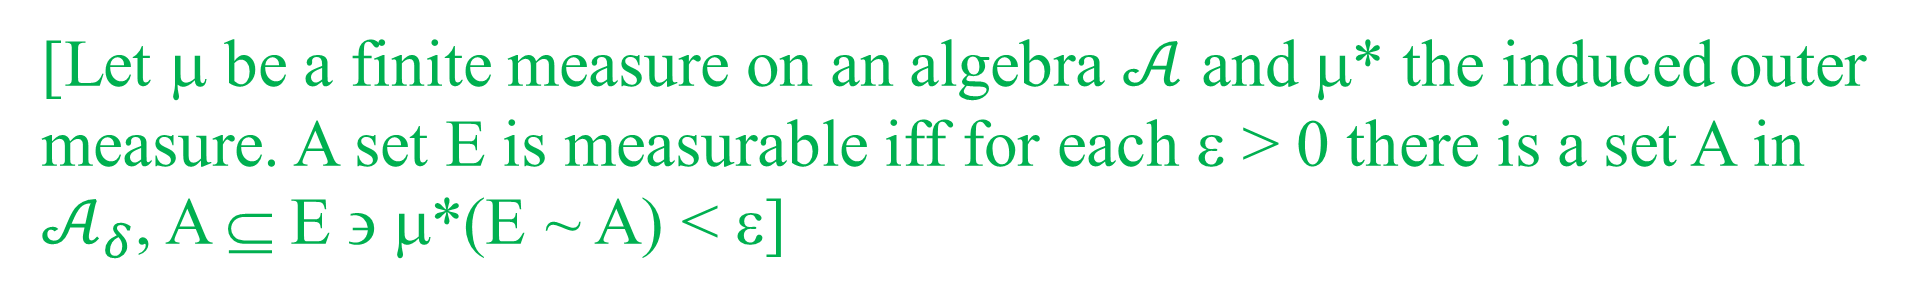 [Let μ be a finite measure on an algebra 𝒜 and μ* the induced outer
measure. A set E is measurable iff for each ε > 0 there is a set A in
𝒜δ, A ⊆ E ∋ μ*(E ~ A) < ε]